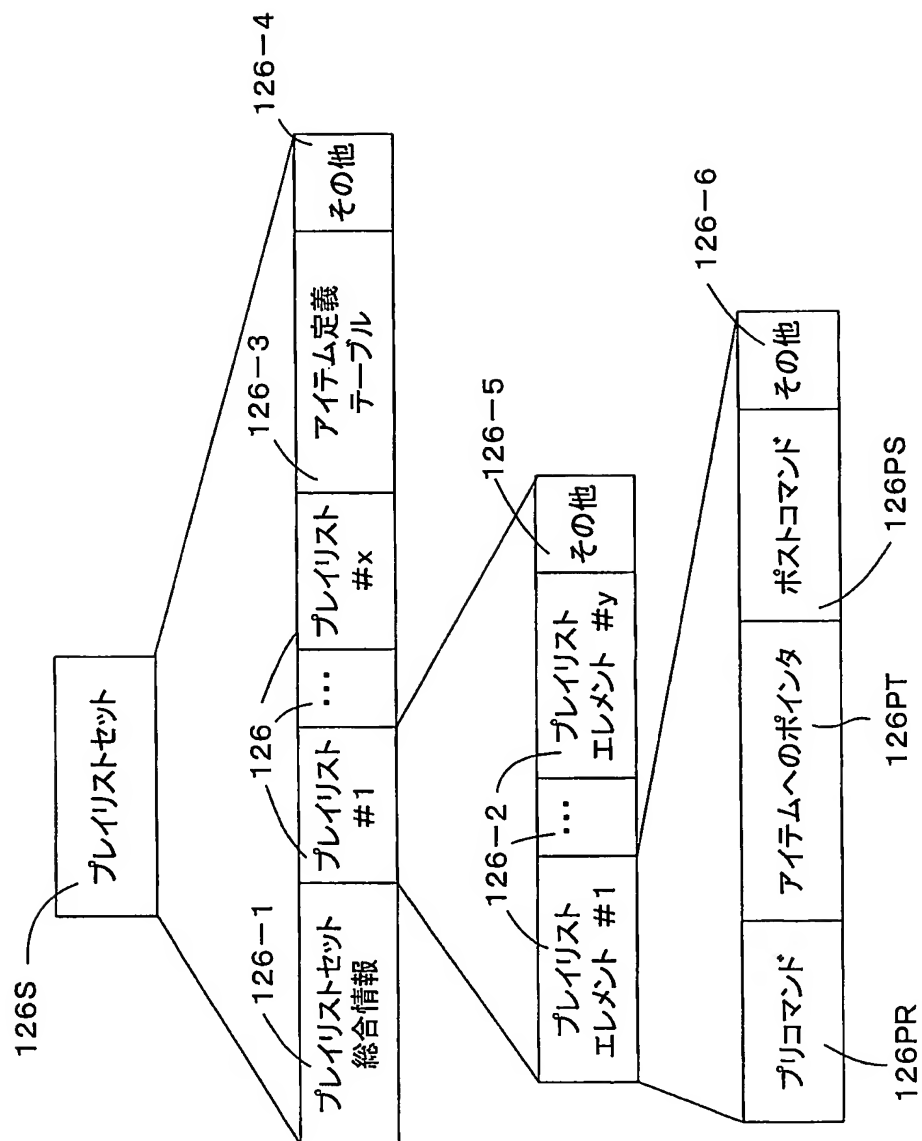 126S
プレイリストセット
126-1
126
126-3
126-4
プレイリストセット
総合情報
プレイリスト
#1
…
プレイリスト
#x
アイテム定義
テーブル
その他
126-2
126-5
プレイリスト
エレメント #1
…
プレイリスト
エレメント #y
その他
126-6
プリコマンド
アイテムへのポインタ
ポストコマンド
その他
126PR
126PT
126PS